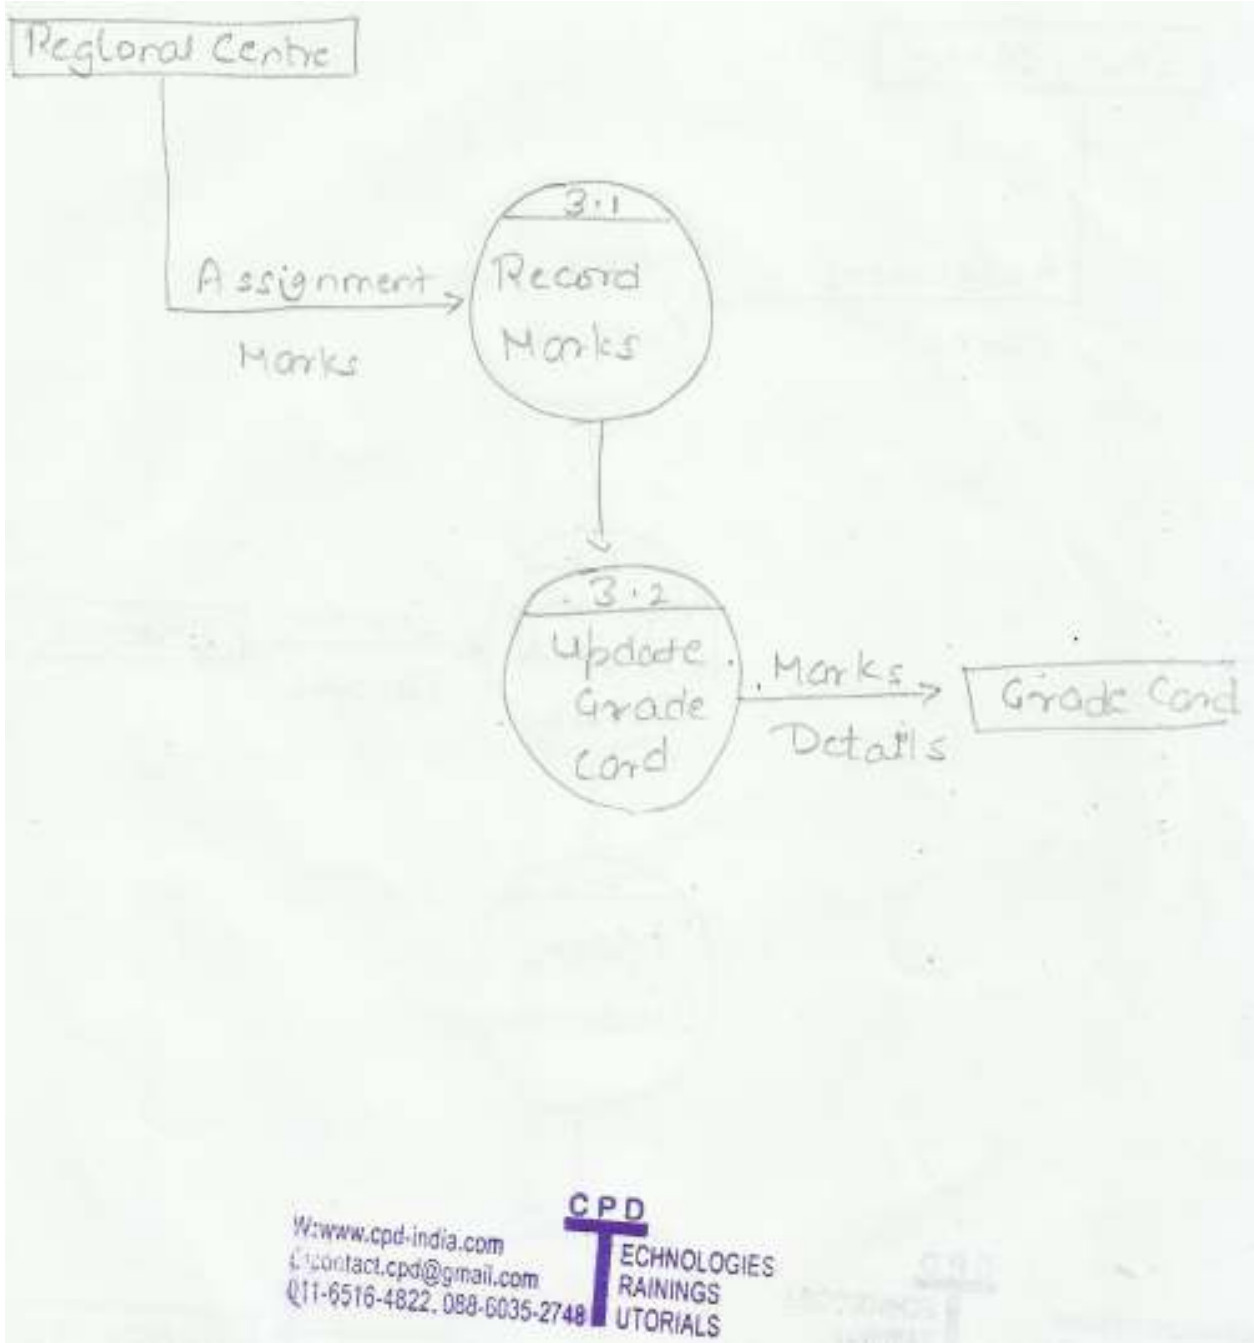 Regional Centre
3.1
Assignment
Record
Marks
Marks
3.2
Update
Grade
Card
Marks
Details
Grade Card
CPD
W:www.cpd-india.com
contact.cpd@gmail.com
011-6516-4822, 088-6035-2748
TECHNOLOGIES
RAININGS
UTORIALS